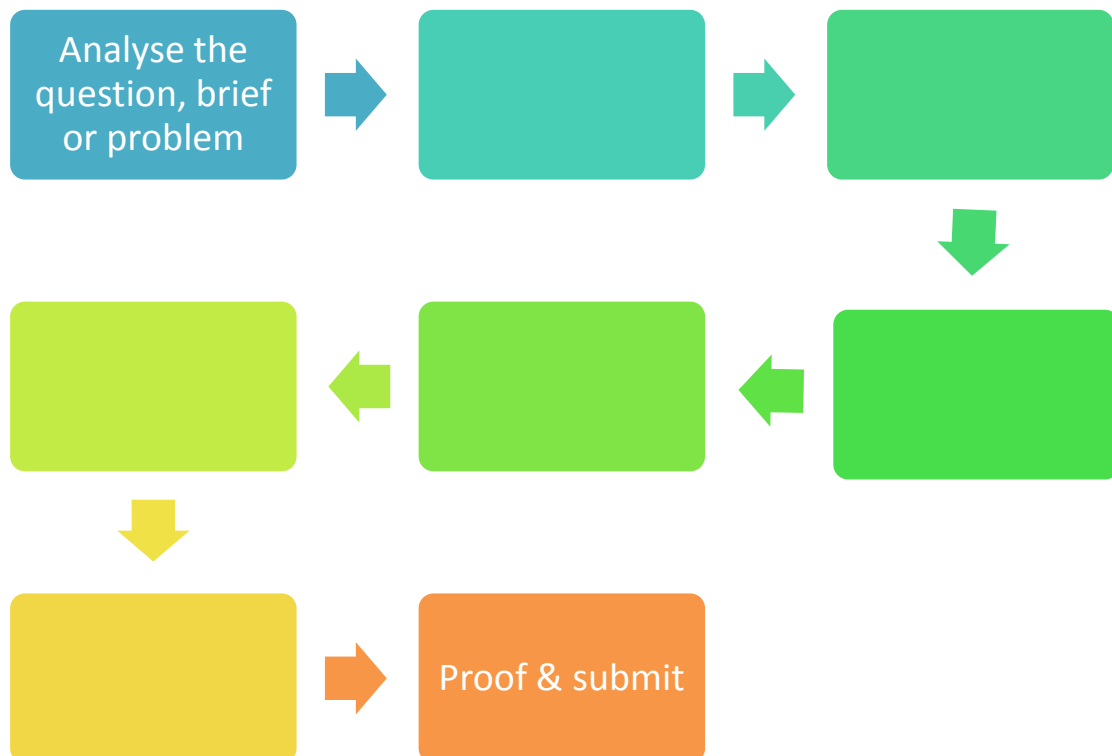 Analyse the
question, brief
or problem
Proof & submit